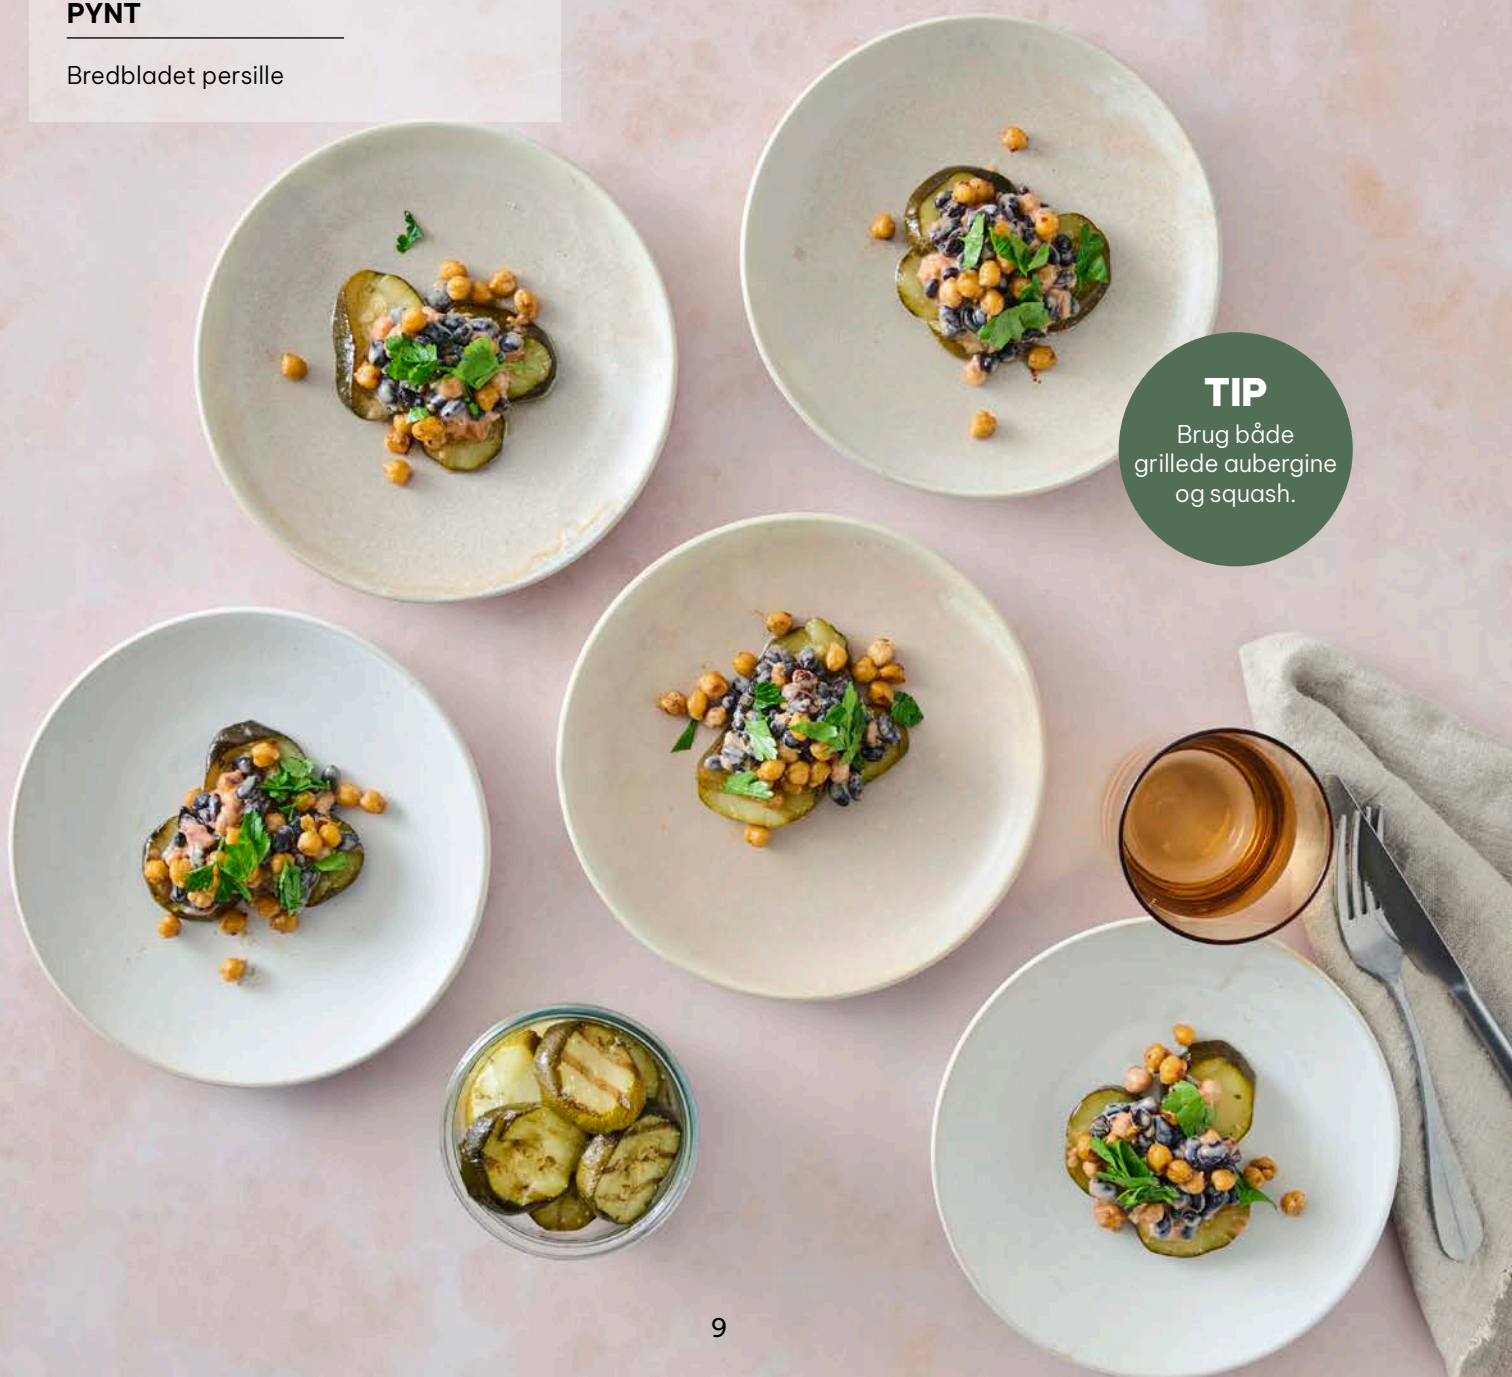 PYNT
Bredbladet persille
TIP
Brug både
grillede aubergine
og squash.
9